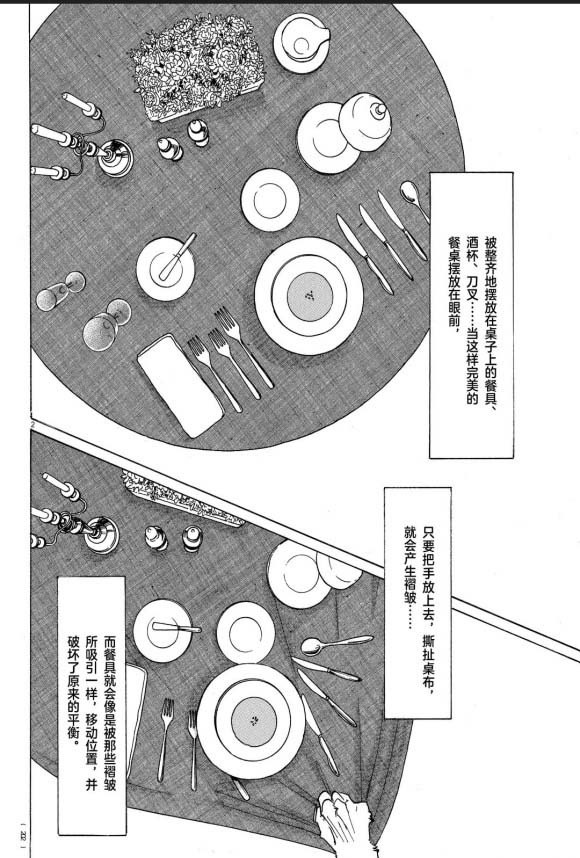 被整齐地摆放在桌子上的餐具、
酒杯、刀叉……当这样完美的
餐桌摆放在眼前，
只要把手放上去，撕扯桌布，
就会产生褶皱……
而餐具就会像是被那些褶皱
所吸引一样，移动位置，并
破坏了原来的平衡。